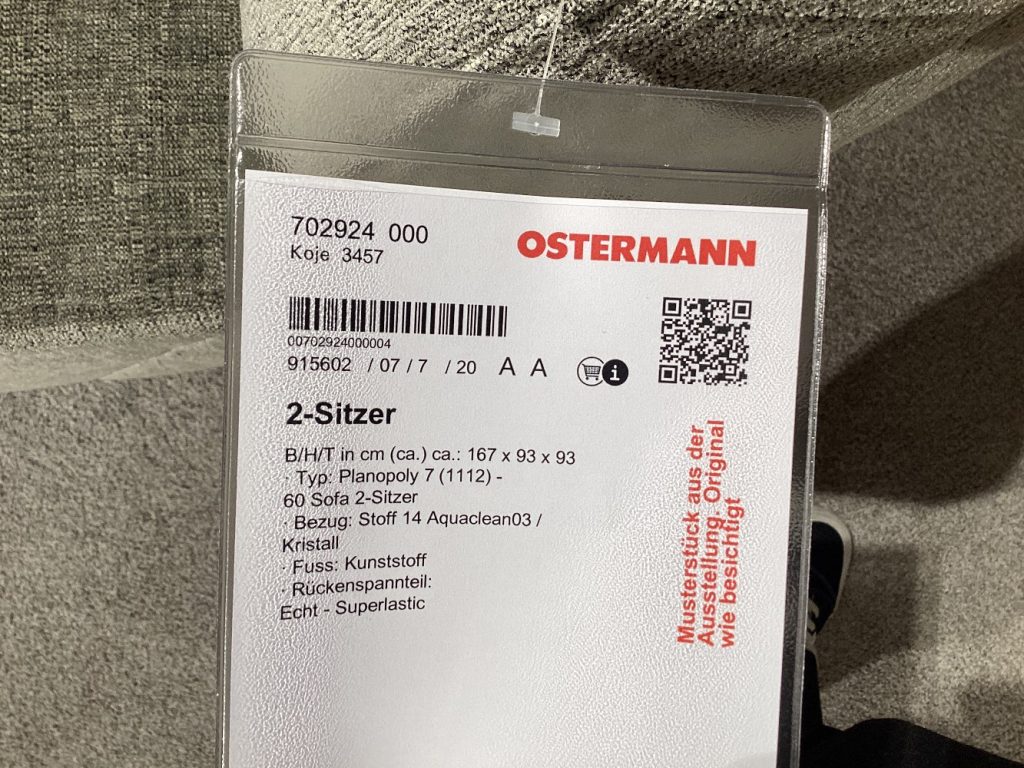 702924 000
Koje 3457
OSTERMANN
00702924000004
915602 / 07 / 7 / 20 A A
i
2-Sitzer
B/H/T in cm (ca.) ca.: 167 x 93 x 93
· Typ: Planopoly 7 (1112) -
60 Sofa 2-Sitzer
· Bezug: Stoff 14 Aquaclean03 /
Kristall
· Fuss: Kunststoff
· Rückenspannteil:
Echt - Superlastic
Musterstück aus der
Ausstellung. Original
wie besichtigt